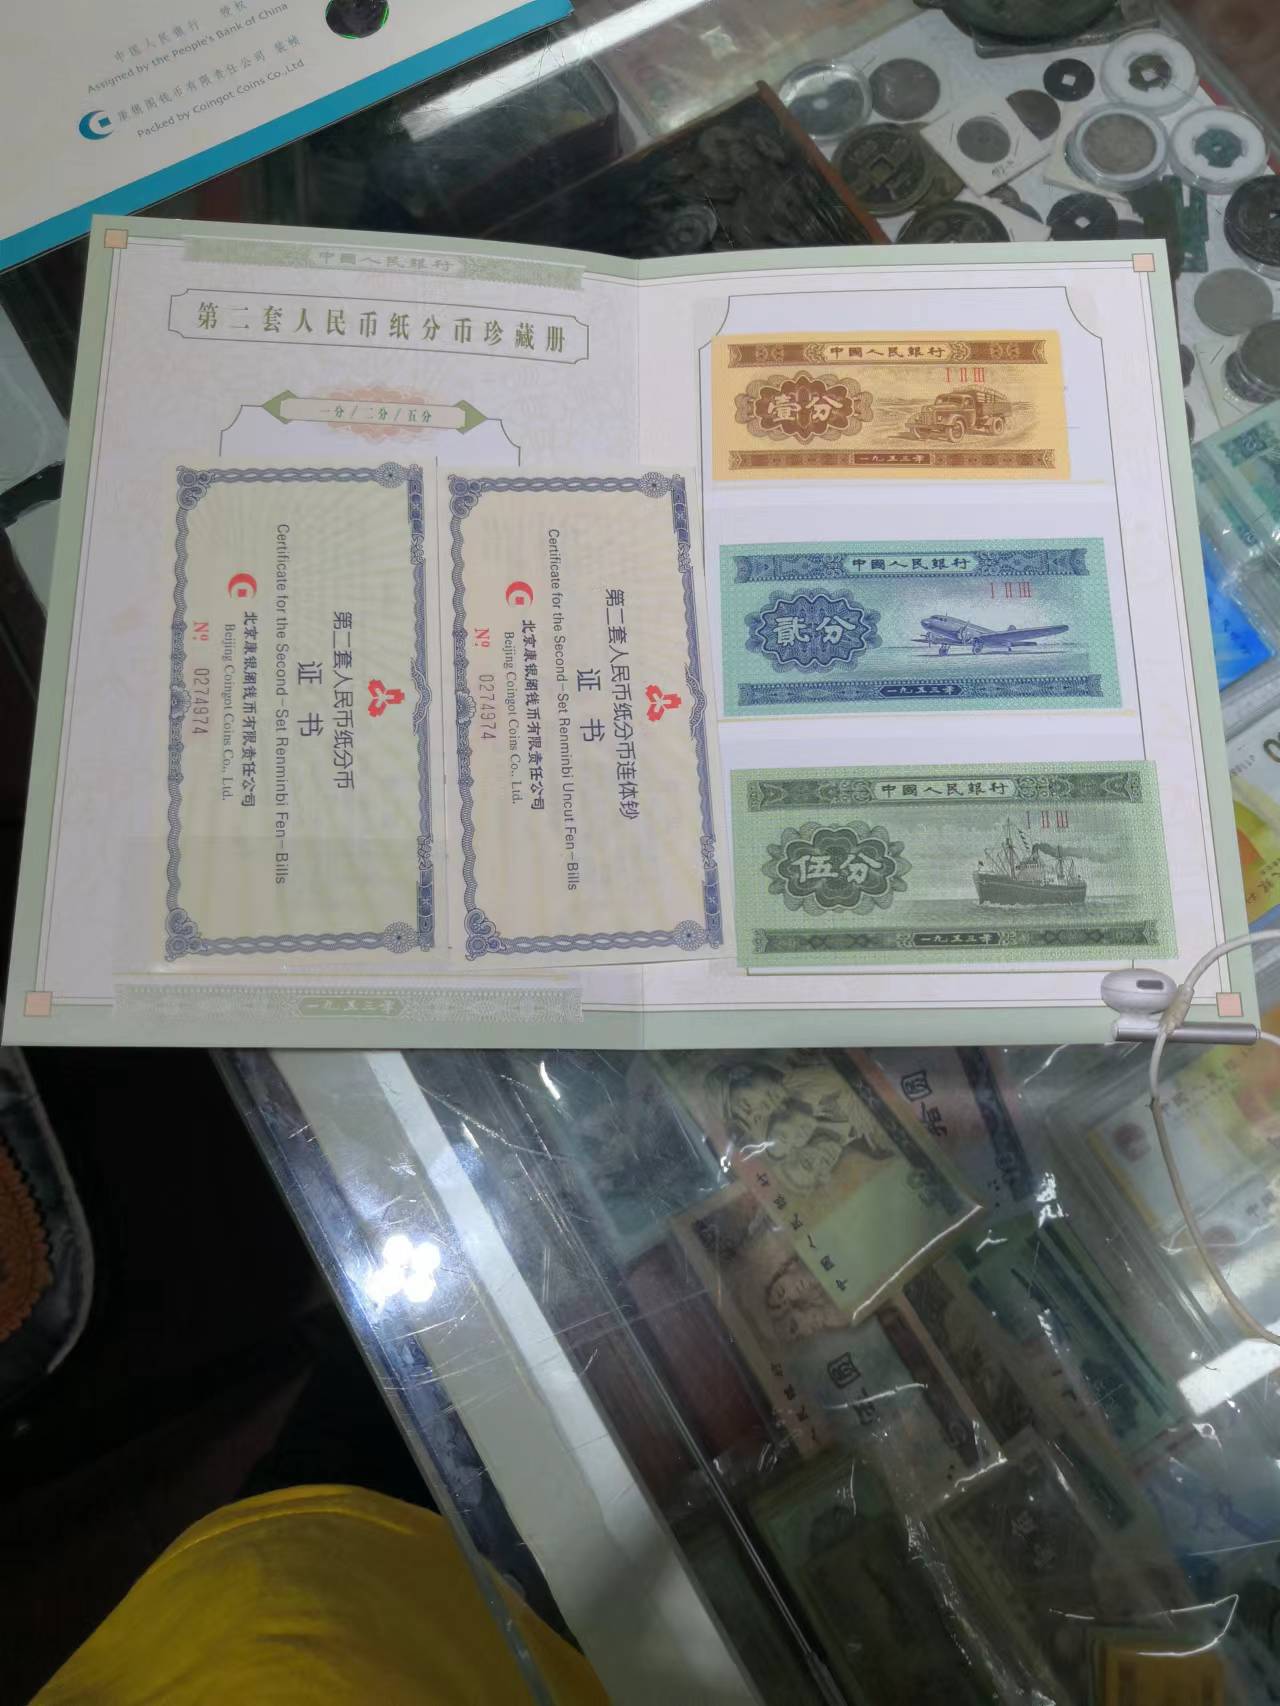 中国人民银行 授权
Assigned by the People's Bank of China
康银阁钱币有限责任公司 装帧
Packed by Coingot Coins Co.,Ltd
中國人民銀行
第二套人民币纸分币珍藏册
一分/二分/五分
第二套人民币纸分币
证书
Certificate for the Second-Set Renminbi Fen-Bills
北京康银阁钱币有限责任公司
Beijing Coingot Coins Co., Ltd.
Nº 0274974
第二套人民币纸分币连体钞
证书
Certificate for the Second-Set Renminbi Uncut Fen-Bills
北京康银阁钱币有限责任公司
Beijing Coingot Coins Co., Ltd.
Nº 0274974
一九五三年
中國人民銀行
I II III
壹分
一九五三年
中國人民銀行
I II III
貳分
一九五三年
中國人民銀行
I II III
伍分
一九五三年
拾圆
中国人民银行